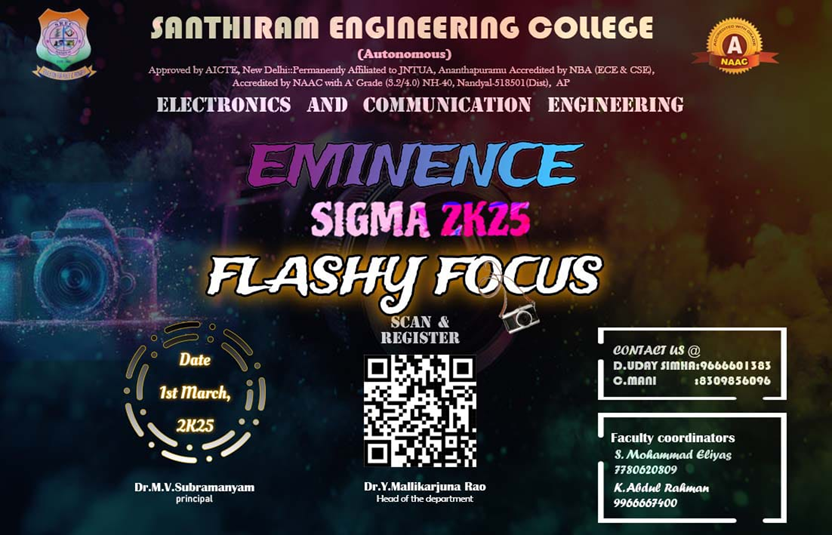 SANTHIRAM ENGINEERING COLLEGE
(Autonomous)
Approved by AICTE, New Delhi::Permanently Affiliated to JNTUA, Ananthapuramu Accredited by NBA (ECE & CSE),
Accredited by NAAC with A' Grade (3.2/4.0) NH-40, Nandyal-518501(Dist), AP
A
NAAC
ELECTRONICS AND COMMUNICATION ENGINEERING
EMINENCE
SIGMA 2K25
FLASHY FOCUS
SCAN &
REGISTER
Date
1st March,
2K25
CONTACT US @
D.UDAY SIMHA:9666601383
C.MANI :8309856096
Faculty coordinators
S.Mohammad Eliyas
7780620809
K.Abdul Rahman
9966667400
Dr.M.V.Subramanyam
principal
Dr.Y.Mallikarjuna Rao
Head of the department